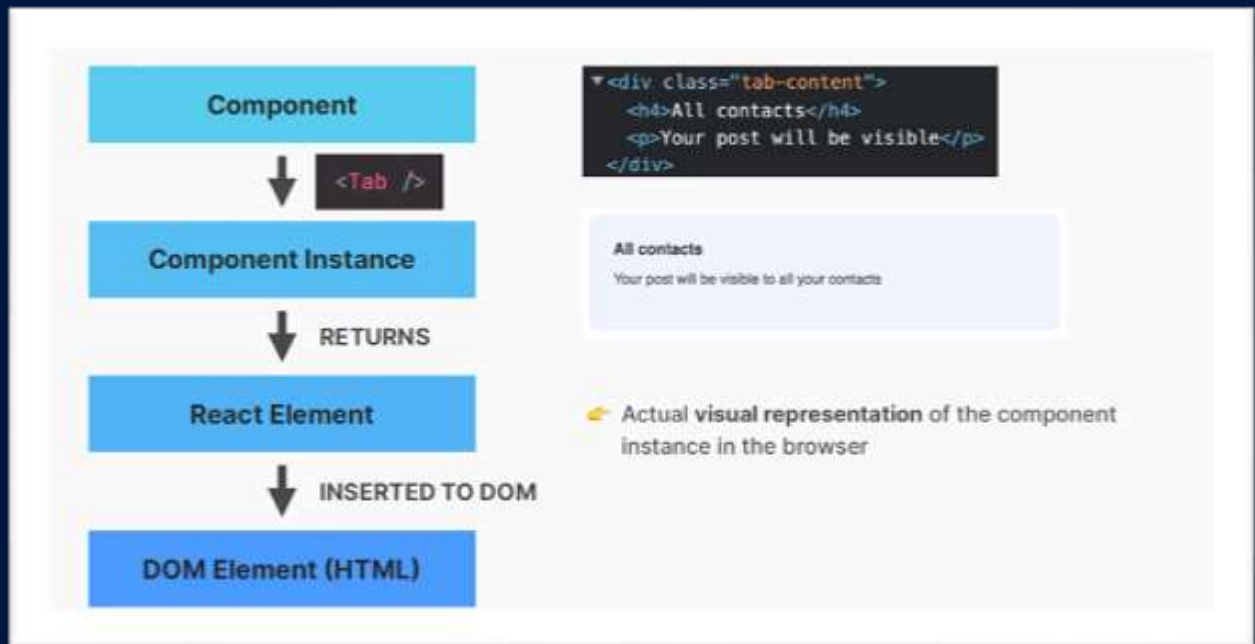 Component
<Tab />
Component Instance
RETURNS
React Element
INSERTED TO DOM
DOM Element (HTML)
▼<div class="tab-content">
<h4>All contacts</h4>
<p>Your post will be visible</p>
</div>
All contacts
Your post will be visible to all your contacts
👉 Actual visual representation of the component
instance in the browser